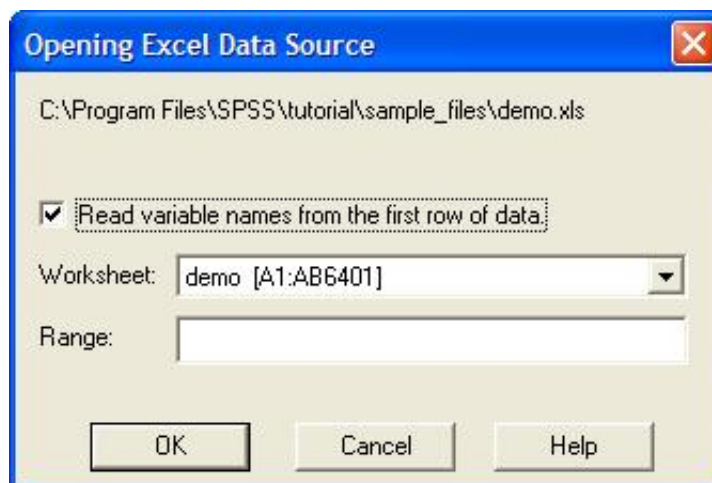 Opening Excel Data Source
C:\Program Files\SPSS\tutorial\sample_files\demo.xls
Read variable names from the first row of data.
Worksheet: demo [A1:AB6401]
Range:
OK Cancel Help